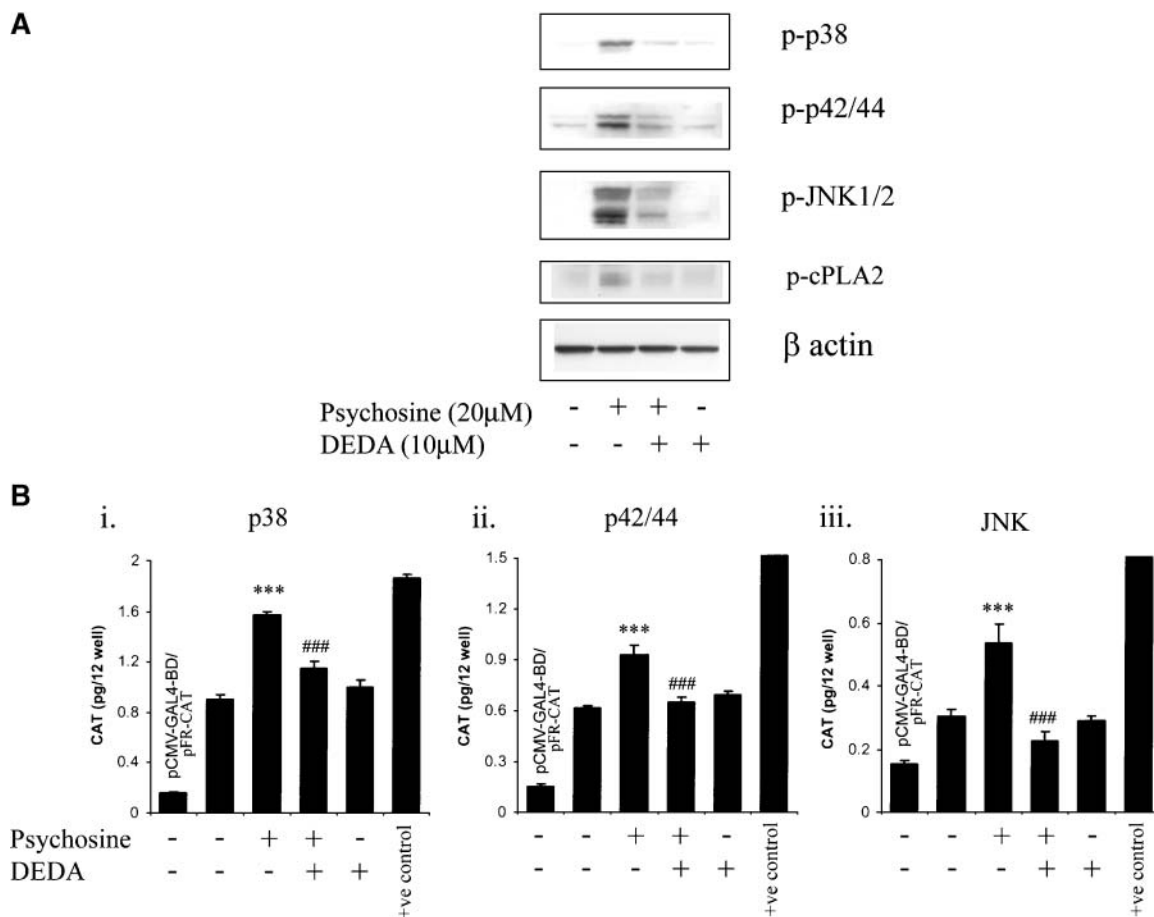 A
p-p38
p-p42/44
p-JNK1/2
p-cPLA2
β actin
Psychosine (20μM) - + + -
DEDA (10μM) - - + +
B
i. p38
2
1.6
1.2
0.8
0.4
0
CAT (pg/12 well)
pCMV-GAL4-BD/
pFR-CAT
***
###
ii. p42/44
1.5
1.2
0.9
0.6
0.3
0
CAT (pg/12 well)
pCMV-GAL4-BD/
pFR-CAT
***
###
iii. JNK
0.8
0.6
0.4
0.2
0
CAT (pg/12 well)
pCMV-GAL4-BD/
pFR-CAT
***
###
Psychosine - - + + - - - + + - - - + + -
DEDA - - - + + - - - + + - - - + +
+ve control
+ve control
+ve control